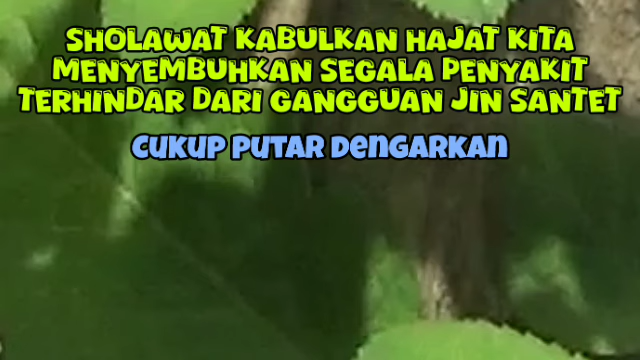 SHOLAWAT KABULKAN HAJAT KITA
MENYEMBUHKAN SEGALA PENYAKIT
TERHINDAR DARI GANGGUAN JIN SANTET
CUKUP PUTAR DENGARKAN